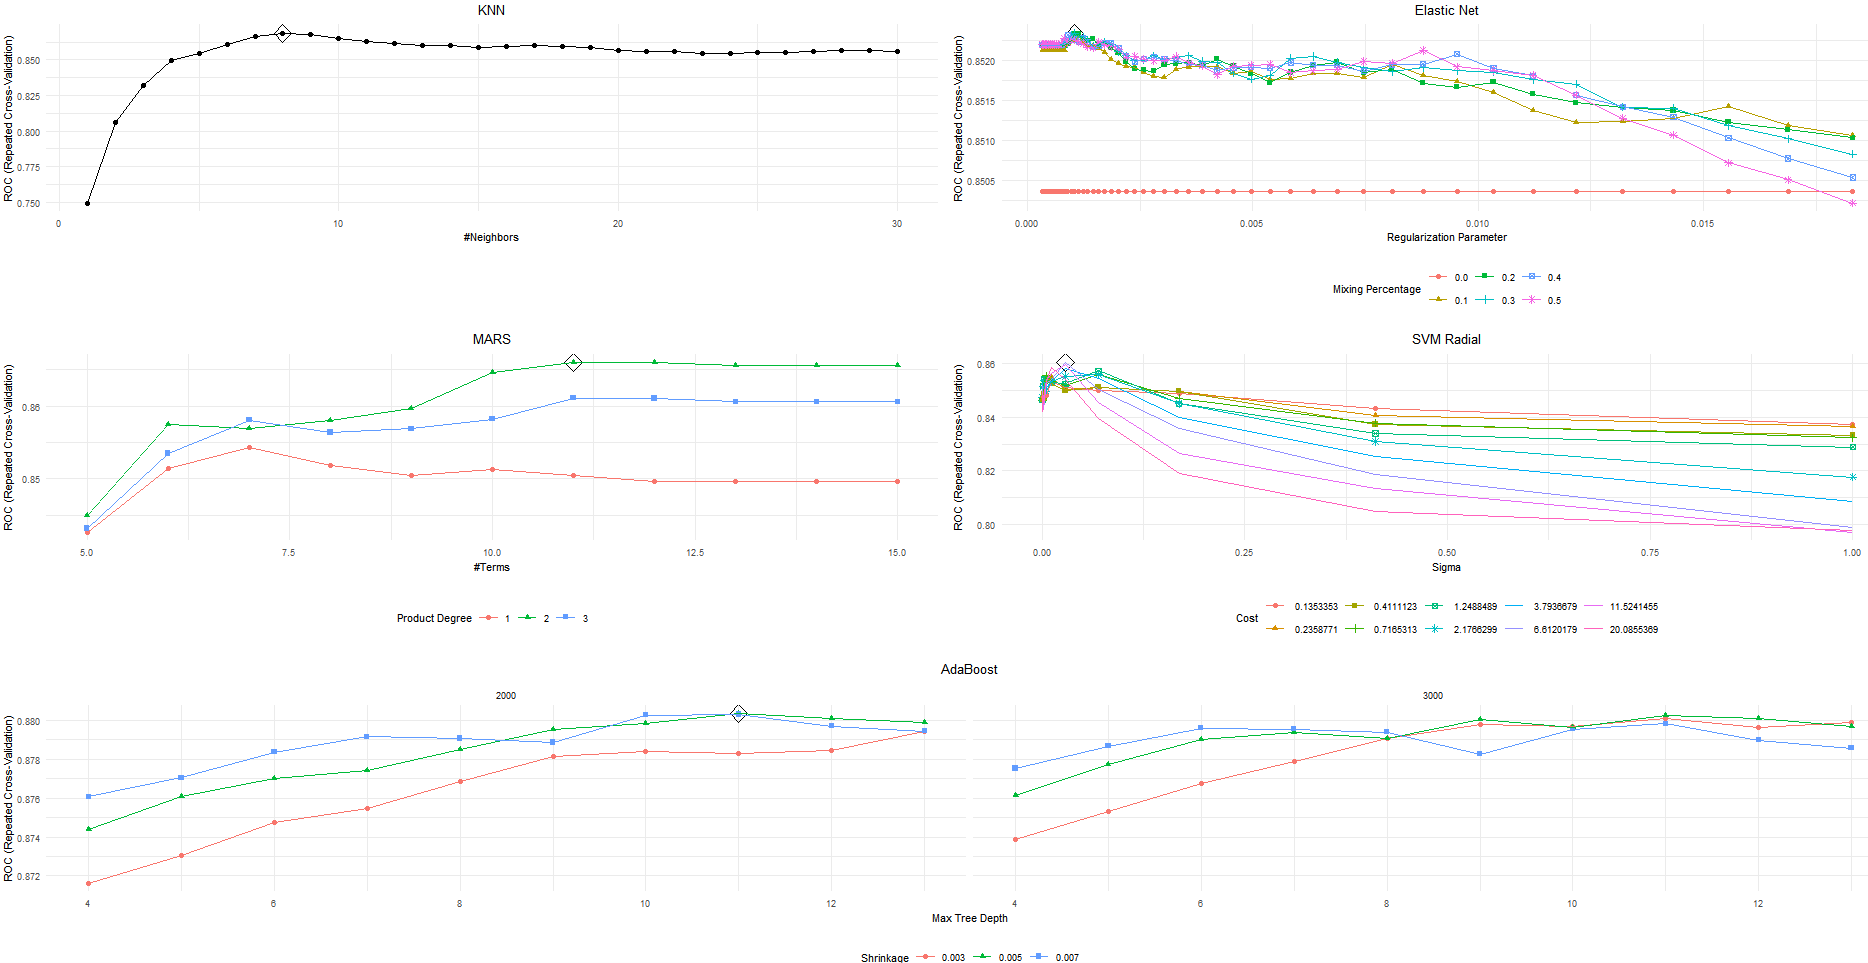 KNN
ROC (Repeated Cross-Validation)
0.850
0.825
0.800
0.775
0.750
0 10 20 30
#Neighbors
Elastic Net
ROC (Repeated Cross-Validation)
0.8520
0.8515
0.8510
0.8505
0.000 0.005 0.010 0.015
Regularization Parameter
Mixing Percentage
0.0 0.2 0.4
0.1 0.3 0.5
MARS
ROC (Repeated Cross-Validation)
0.86
0.85
5.0 7.5 10.0 12.5 15.0
#Terms
Product Degree 1 2 3
SVM Radial
ROC (Repeated Cross-Validation)
0.86
0.84
0.82
0.80
0.00 0.25 0.50 0.75 1.00
Sigma
Cost
0.1353353 0.4111123 1.2488489 3.7936679 11.5241455
0.2358771 0.7165313 2.1766299 6.6120179 20.0855369
AdaBoost
2000 3000
ROC (Repeated Cross-Validation)
0.880
0.878
0.876
0.874
0.872
4 6 8 10 12 4 6 8 10 12
Max Tree Depth
Shrinkage 0.003 0.005 0.007